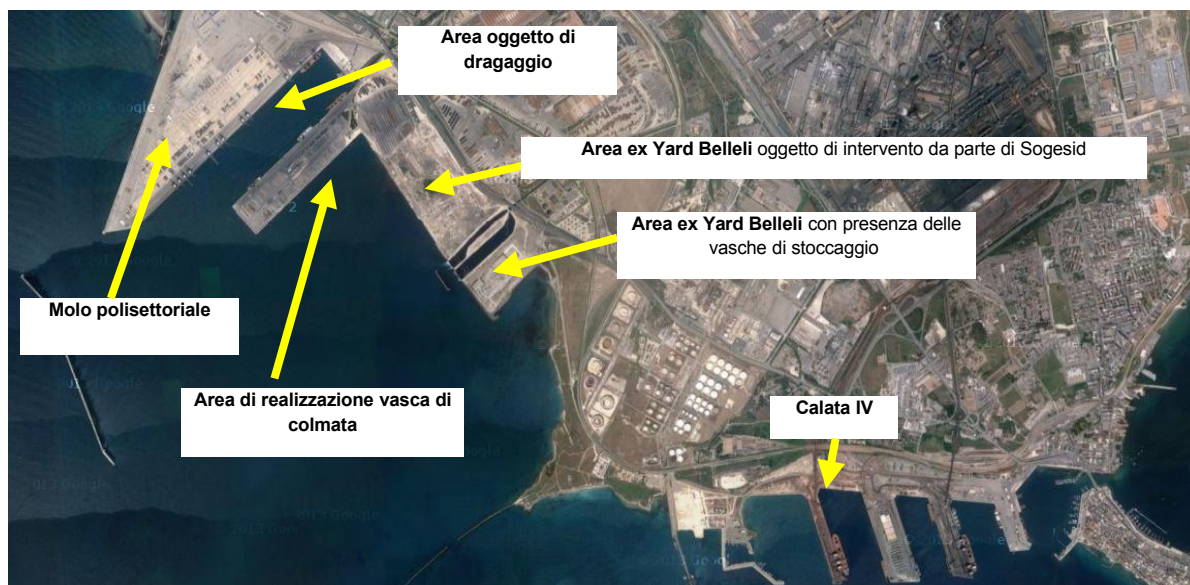 Area oggetto di
dragaggio
Area ex Yard Belleli oggetto di intervento da parte di Sogesid
Area ex Yard Belleli con presenza delle
vasche di stoccaggio
Molo polisettoriale
Area di realizzazione vasca di
colmata
Calata IV
2